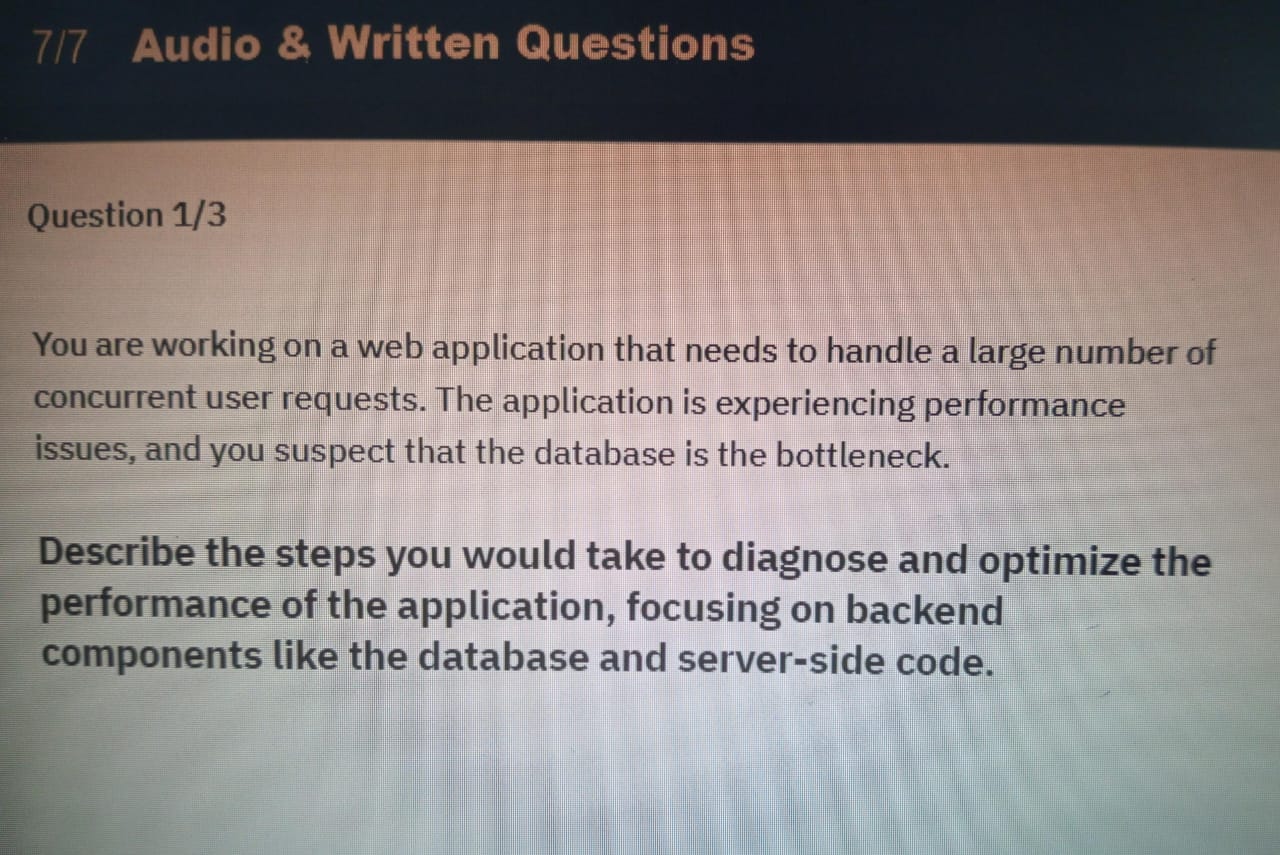 7/7 Audio & Written Questions
Question 1/3
You are working on a web application that needs to handle a large number of
concurrent user requests. The application is experiencing performance
issues, and you suspect that the database is the bottleneck.
Describe the steps you would take to diagnose and optimize the
performance of the application, focusing on backend
components like the database and server-side code.